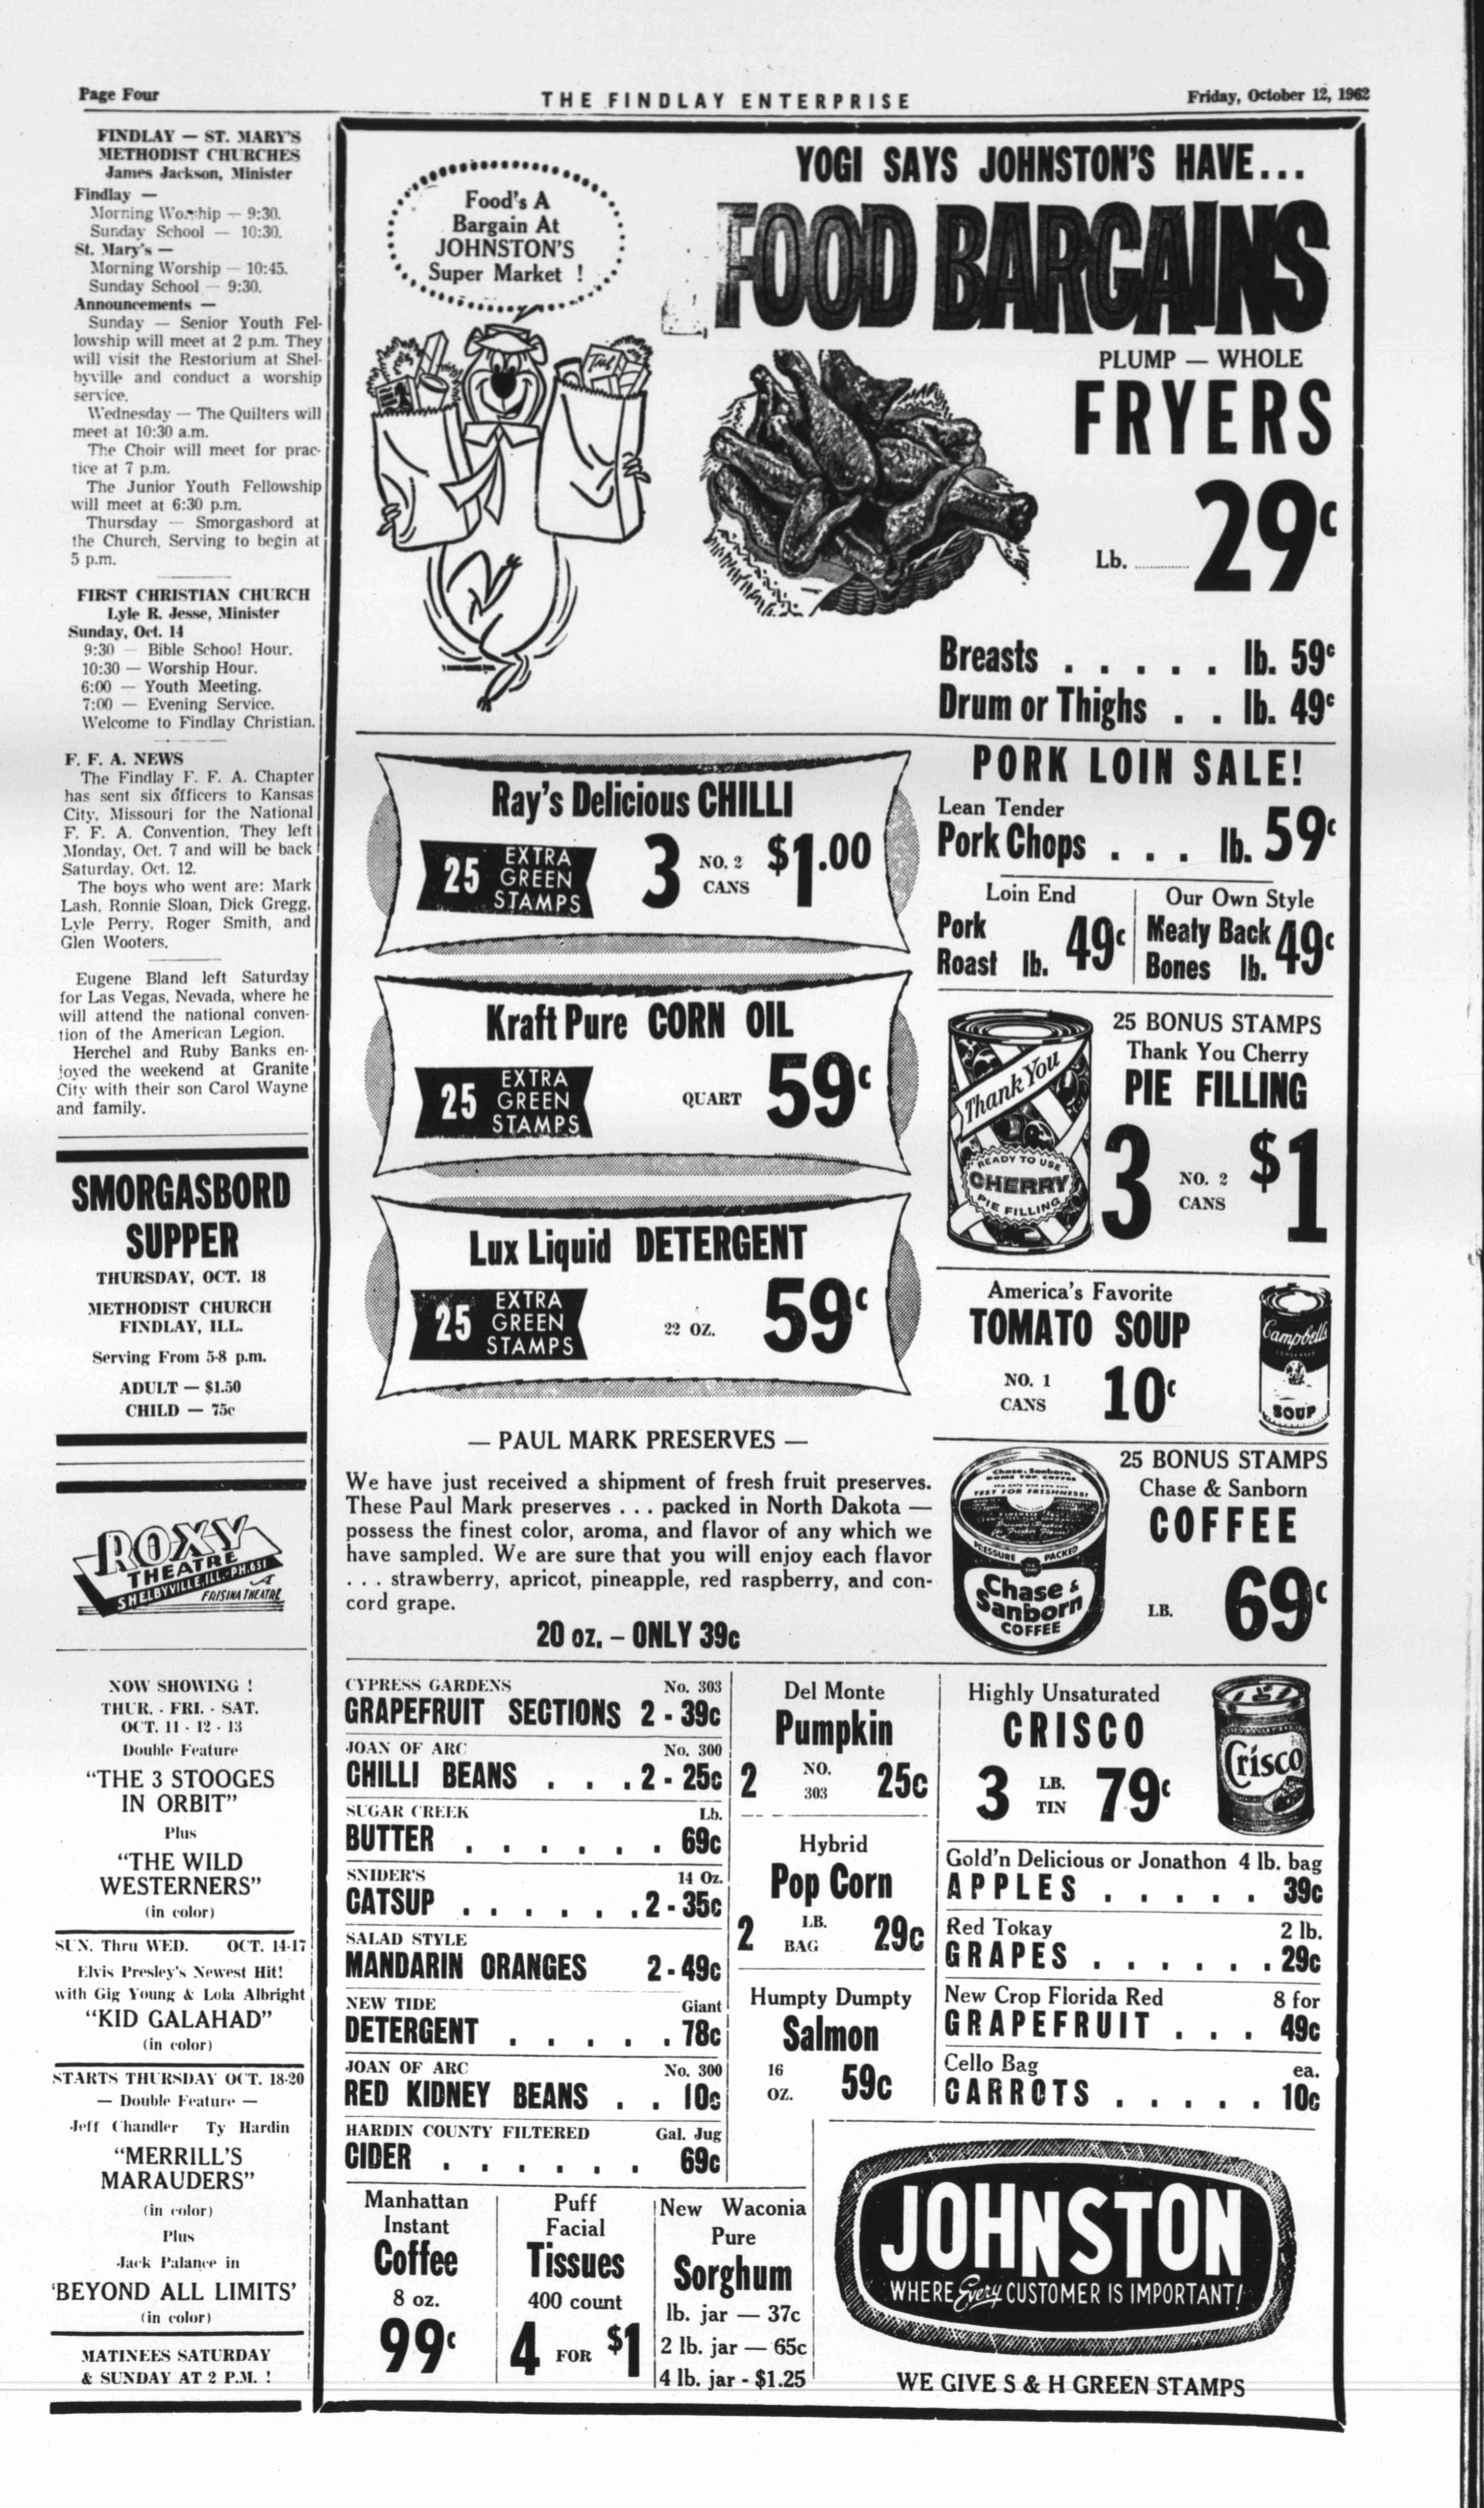 Page Four
THE FINDLAY ENTERPRISE
Friday, October 12, 1962
FINDLAY — ST. MARY'S
METHODIST CHURCHES
James Jackson, Minister
Findlay —
Morning Worship — 9:30.
Sunday School — 10:30.
St. Mary's —
Morning Worship — 10:45.
Sunday School — 9:30.
Announcements —
Sunday — Senior Youth Fel-
lowship will meet at 2 p.m. They
will visit the Restorium at Shel-
byville and conduct a worship
service.
Wednesday — The Quilters will
meet at 10:30 a.m.
The Choir will meet for prac-
tice at 7 p.m.
The Junior Youth Fellowship
will meet at 6:30 p.m.
Thursday — Smorgasbord at
the Church, Serving to begin at
5 p.m.
FIRST CHRISTIAN CHURCH
Lyle R. Jesse, Minister
Sunday, Oct. 14
9:30 — Bible School Hour.
10:30 — Worship Hour.
6:00 — Youth Meeting.
7:00 — Evening Service.
Welcome to Findlay Christian.
F. F. A. NEWS
The Findlay F. F. A. Chapter
has sent six officers to Kansas
City, Missouri for the National
F. F. A. Convention. They left
Monday, Oct. 7 and will be back
Saturday, Oct. 12.
The boys who went are: Mark
Lash, Ronnie Sloan, Dick Gregg,
Lyle Perry, Roger Smith, and
Glen Wooters.
Eugene Bland left Saturday
for Las Vegas, Nevada, where he
will attend the national conven-
tion of the American Legion.
Herchel and Ruby Banks en-
joyed the weekend at Granite
City with their son Carol Wayne
and family.
SMORGASBORD
SUPPER
THURSDAY, OCT. 18
METHODIST CHURCH
FINDLAY, ILL.
Serving From 5-8 p.m.
ADULT — $1.50
CHILD — 75c
ROXY
THEATRE
SHELBYVILLE, ILL.-PH.651
A
FRISINA THEATRE
NOW SHOWING !
THUR. - FRI. - SAT.
OCT. 11 - 12 - 13
Double Feature
"THE 3 STOOGES
IN ORBIT"
Plus
"THE WILD
WESTERNERS"
(in color)
SUN. Thru WED. OCT. 14-17
Elvis Presley's Newest Hit!
with Gig Young & Lola Albright
"KID GALAHAD"
(in color)
STARTS THURSDAY OCT. 18-20
— Double Feature —
Jeff Chandler Ty Hardin
"MERRILL'S
MARAUDERS"
(in color)
Plus
Jack Palance in
'BEYOND ALL LIMITS'
(in color)
MATINEES SATURDAY
& SUNDAY AT 2 P.M. !
Food's A
Bargain At
JOHNSTON'S
Super Market !
YOGI SAYS JOHNSTON'S HAVE...
FOOD BARGAINS
PLUMP — WHOLE
FRYERS
Lb. ........... 29c
Breasts . . . . . lb. 59c
Drum or Thighs . . lb. 49c
Ray's Delicious CHILLI
25 EXTRA
GREEN
STAMPS
3 NO. 2
CANS $1.00
Kraft Pure CORN OIL
25 EXTRA
GREEN
STAMPS
QUART 59c
Lux Liquid DETERGENT
25 EXTRA
GREEN
STAMPS
22 OZ. 59c
PORK LOIN SALE!
Lean Tender
Pork Chops . . . lb. 59c
Loin End
Pork
Roast lb. 49c
Our Own Style
Meaty Back
Bones lb. 49c
Thank You
READY TO USE
CHERRY
PIE FILLING
25 BONUS STAMPS
Thank You Cherry
PIE FILLING
3 NO. 2
CANS $1
America's Favorite
TOMATO SOUP
NO. 1
CANS 10c
Campbell's
CONDENSED
SOUP
25 BONUS STAMPS
Chase & Sanborn
COFFEE
LB. 69c
PRESSURE PACKED
Chase &
Sanborn
COFFEE
— PAUL MARK PRESERVES —
We have just received a shipment of fresh fruit preserves.
These Paul Mark preserves . . . packed in North Dakota —
possess the finest color, aroma, and flavor of any which we
have sampled. We are sure that you will enjoy each flavor
. . . strawberry, apricot, pineapple, red raspberry, and con-
cord grape.
20 oz. – ONLY 39c
CYPRESS GARDENS No. 303
GRAPEFRUIT SECTIONS 2 - 39c
JOAN OF ARC No. 300
CHILLI BEANS . . . 2 - 25c
SUGAR CREEK Lb.
BUTTER . . . . . . 69c
SNIDER'S 14 Oz.
CATSUP . . . . . . 2 - 35c
SALAD STYLE
MANDARIN ORANGES 2 - 49c
NEW TIDE Giant
DETERGENT . . . . . 78c
JOAN OF ARC No. 300
RED KIDNEY BEANS . . 10c
HARDIN COUNTY FILTERED Gal. Jug
CIDER . . . . . . 69c
Del Monte
Pumpkin
2 NO.
303 25c
Hybrid
Pop Corn
2 LB.
BAG 29c
Humpty Dumpty
Salmon
16
OZ. 59c
Highly Unsaturated
CRISCO
3 LB.
TIN 79c
Crisco
Gold'n Delicious or Jonathon 4 lb. bag
APPLES . . . . . 39c
Red Tokay 2 lb.
GRAPES . . . . . . 29c
New Crop Florida Red 8 for
GRAPEFRUIT . . . 49c
Cello Bag ea.
CARROTS . . . . . 10c
Manhattan
Instant
Coffee
8 oz.
99c
Puff
Facial
Tissues
400 count
4 FOR $1
New Waconia
Pure
Sorghum
lb. jar — 37c
2 lb. jar — 65c
4 lb. jar - $1.25
JOHNSTON
WHERE Every CUSTOMER IS IMPORTANT!
WE GIVE S & H GREEN STAMPS